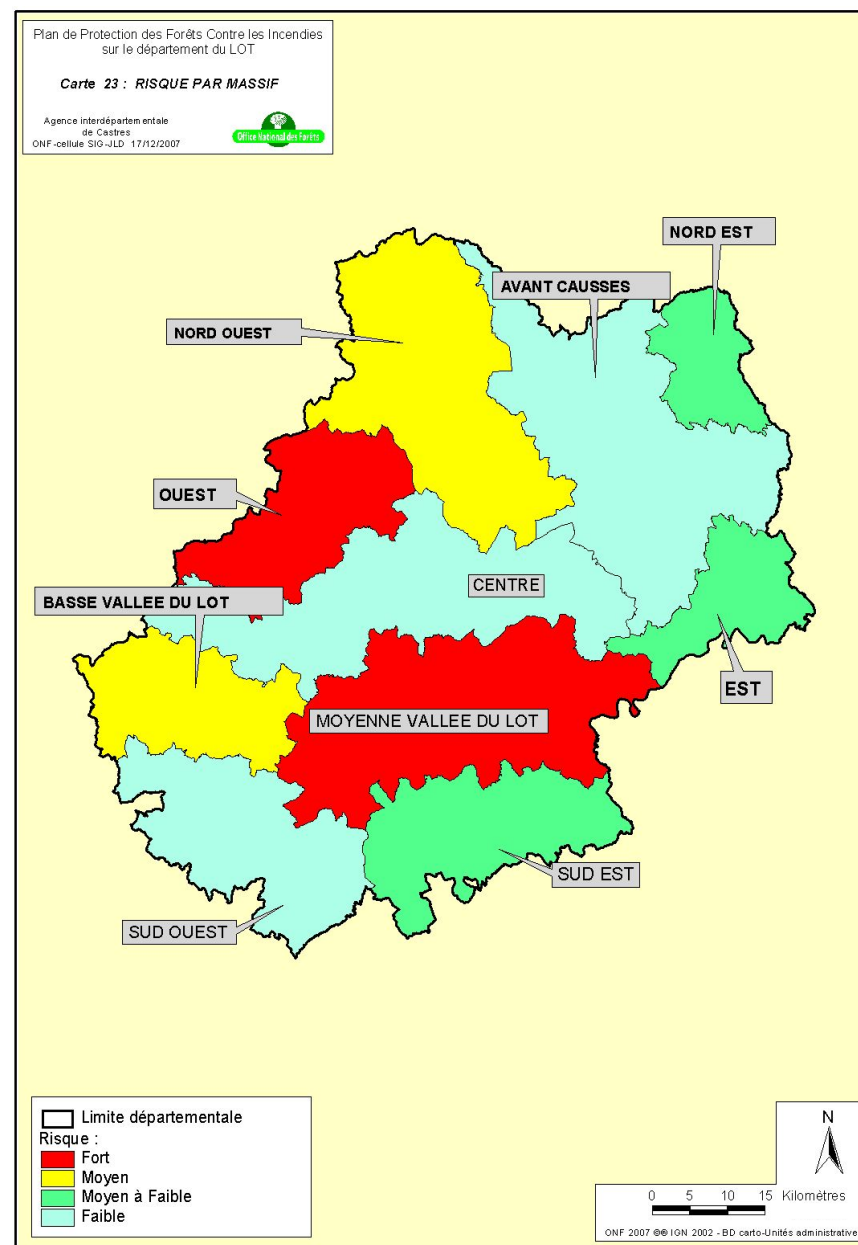 Plan de Protection des Forêts Contre les Incendies
sur le département du LOT
Carte 23 : RISQUE PAR MASSIF
Agence interdépartementale
de Castres
ONF-cellule SIG-JLD 17/12/2007
Office National des Forêts
NORD EST
AVANT CAUSSES
NORD OUEST
OUEST
CENTRE
BASSE VALLEE DU LOT
EST
MOYENNE VALLEE DU LOT
SUD EST
SUD OUEST
Limite départementale
Risque :
Fort
Moyen
Moyen à Faible
Faible
N
0 5 10 15 Kilomètres
ONF 2007 ©® IGN 2002 - BD carto-Unités administrative